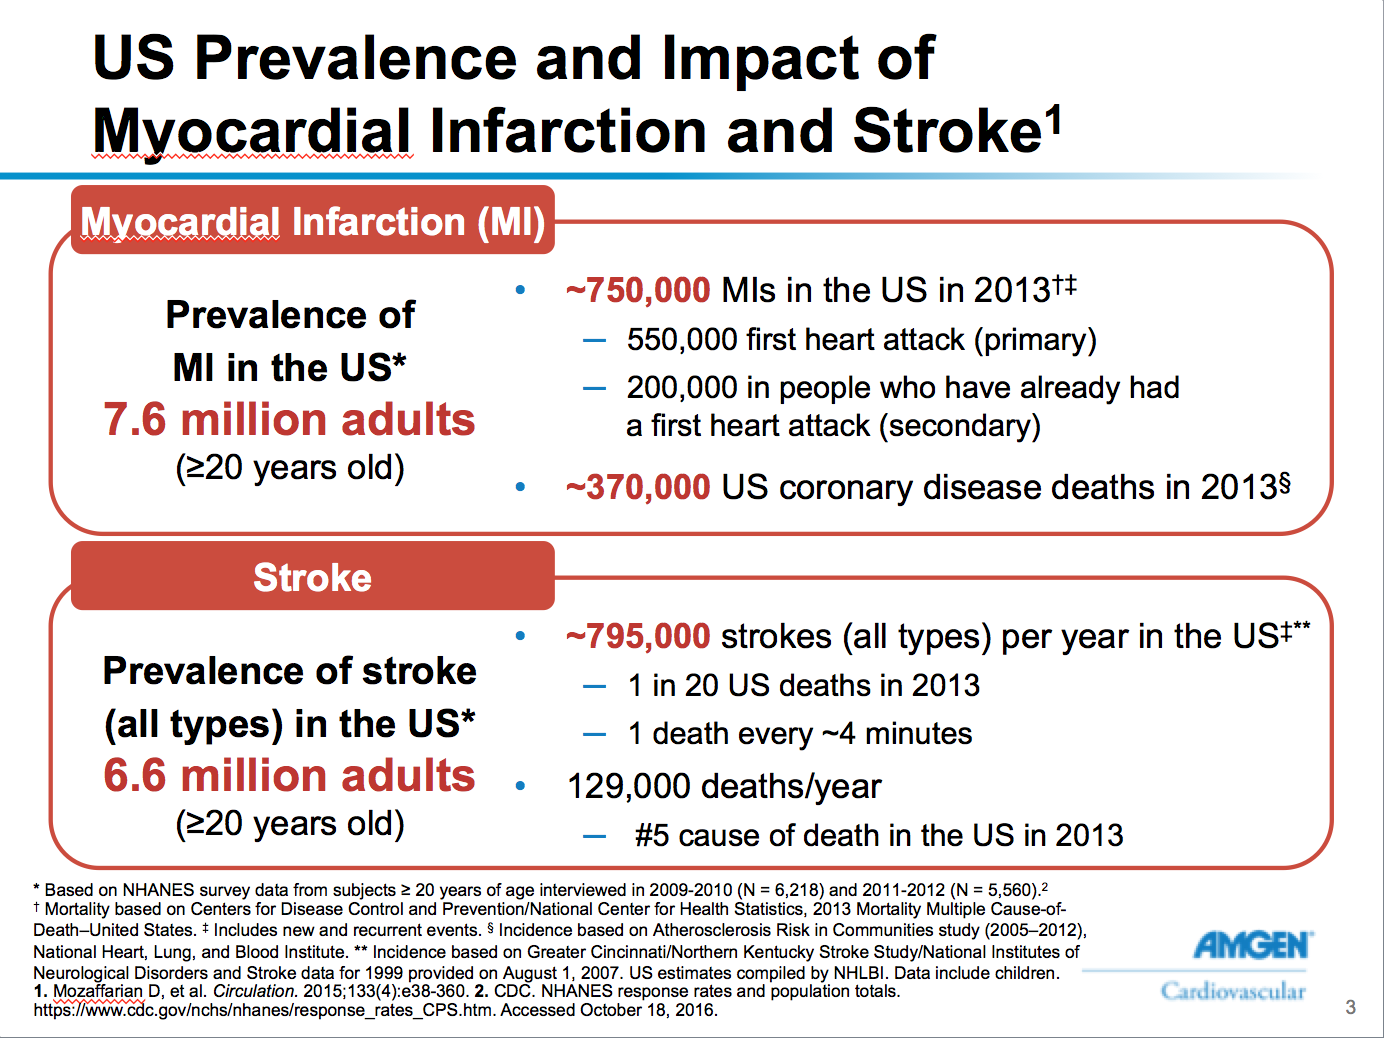 US Prevalence and Impact of
Myocardial Infarction and Stroke¹
Myocardial Infarction (MI)
Prevalence of
MI in the US*
7.6 million adults
(≥20 years old)
• ~750,000 MIs in the US in 2013†‡
— 550,000 first heart attack (primary)
— 200,000 in people who have already had
a first heart attack (secondary)
• ~370,000 US coronary disease deaths in 2013§
Stroke
Prevalence of stroke
(all types) in the US*
6.6 million adults
(≥20 years old)
• ~795,000 strokes (all types) per year in the US‡**
— 1 in 20 US deaths in 2013
— 1 death every ~4 minutes
• 129,000 deaths/year
— #5 cause of death in the US in 2013
* Based on NHANES survey data from subjects ≥ 20 years of age interviewed in 2009-2010 (N = 6,218) and 2011-2012 (N = 5,560).²
† Mortality based on Centers for Disease Control and Prevention/National Center for Health Statistics, 2013 Mortality Multiple Cause-of-
Death–United States. ‡ Includes new and recurrent events. § Incidence based on Atherosclerosis Risk in Communities study (2005–2012),
National Heart, Lung, and Blood Institute. ** Incidence based on Greater Cincinnati/Northern Kentucky Stroke Study/National Institutes of
Neurological Disorders and Stroke data for 1999 provided on August 1, 2007. US estimates compiled by NHLBI. Data include children.
1. Mozaffarian D, et al. Circulation. 2015;133(4):e38-360. 2. CDC. NHANES response rates and population totals.
https://www.cdc.gov/nchs/nhanes/response_rates_CPS.htm. Accessed October 18, 2016.
AMGEN®
Cardiovascular
3